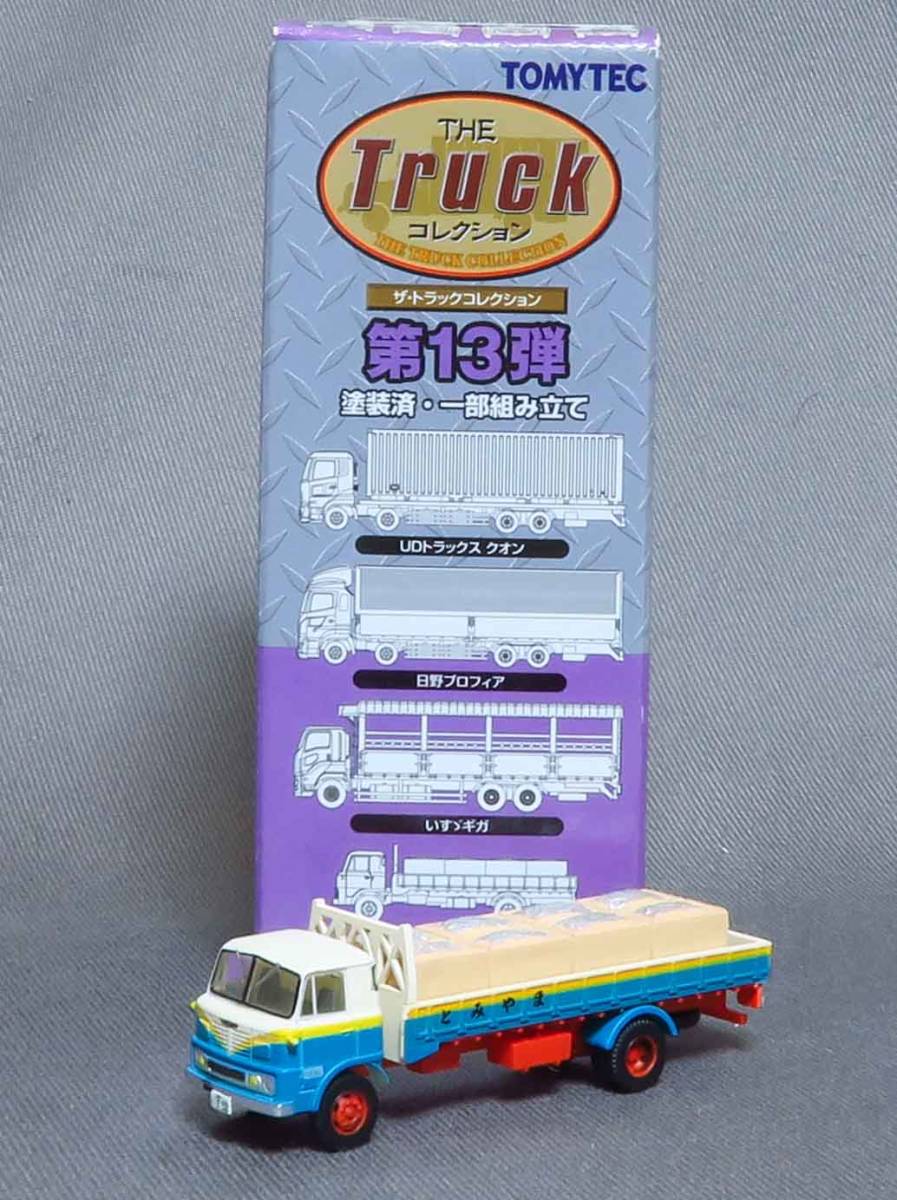 TOMYTEC
THE
Truck
コレクション
THE TRUCK COLLECTION
ザ・トラックコレクション
第13弾
塗装済・一部組み立て
UDトラックス クオン
日野プロフィア
いすゞギガ
とみやま